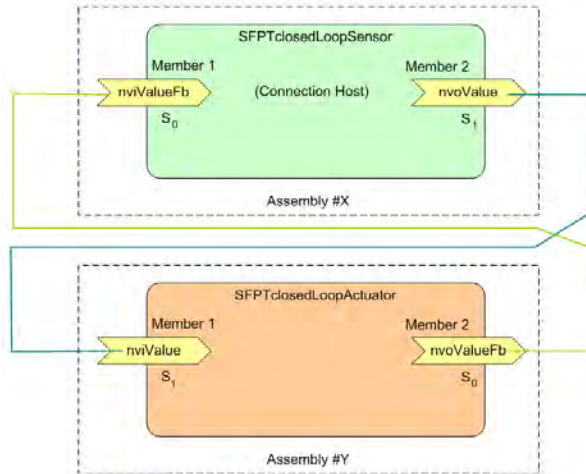 SFPTclosedLoopSensor
Member 1
Member 2
nviValueFb
(Connection Host)
nvoValue
S0
S1
Assembly #X
SFPTclosedLoopActuator
Member 1
Member 2
nviValue
nvoValueFb
S1
S0
Assembly #Y